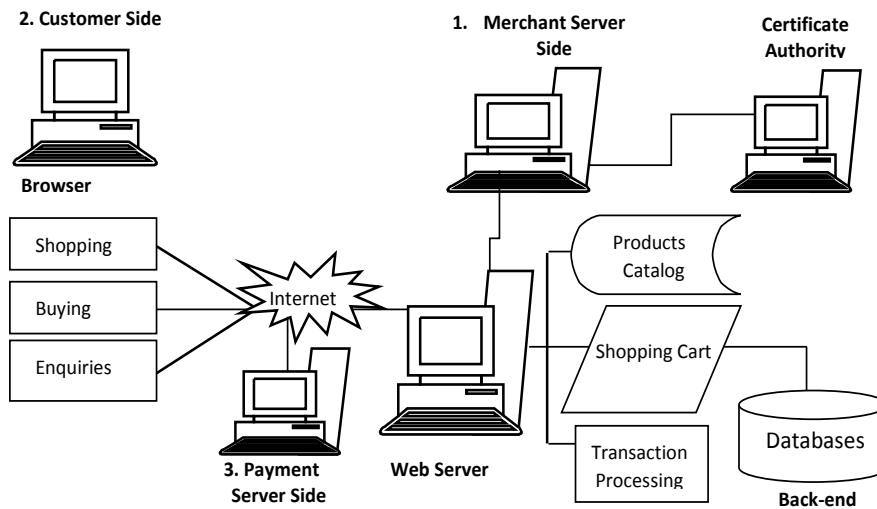 2. Customer Side
1. Merchant Server
Side
Certificate
Authority
Browser
Shopping
Buying
Enquiries
Internet
Products
Catalog
Shopping Cart
Transaction
Processing
Databases
3. Payment
Server Side
Web Server
Back-end